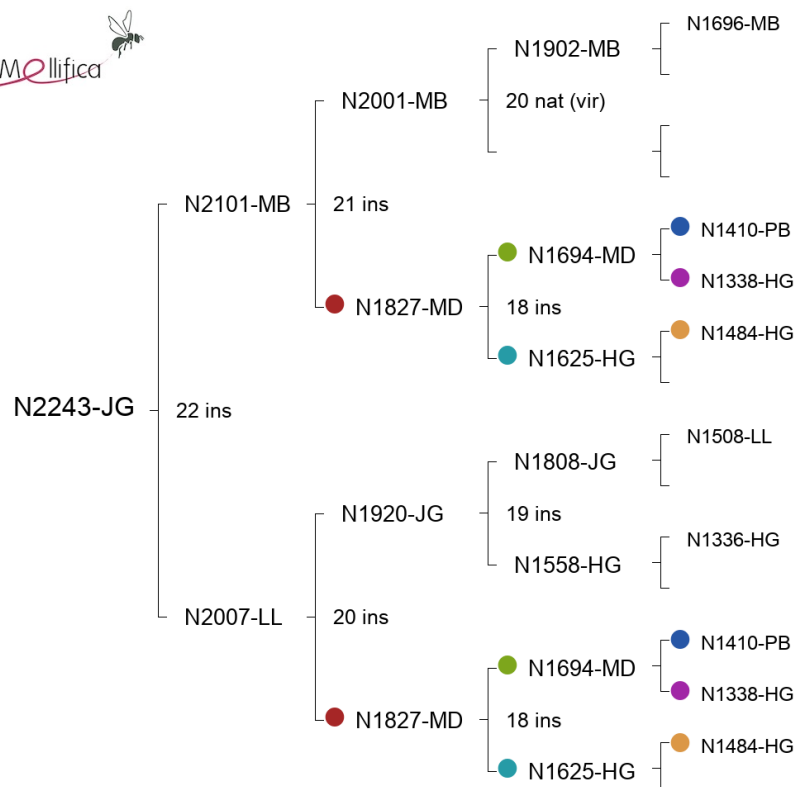 N1696-MB
N1902-MB
Mellifica
N2001-MB
20 nat (vir)
N2101-MB
21 ins
N1410-PB
N1694-MD
N1338-HG
N1827-MD
18 ins
N1484-HG
N1625-HG
N2243-JG
22 ins
N1508-LL
N1808-JG
N1920-JG
19 ins
N1336-HG
N1558-HG
N2007-LL
20 ins
N1410-PB
N1694-MD
N1338-HG
N1827-MD
18 ins
N1484-HG
N1625-HG